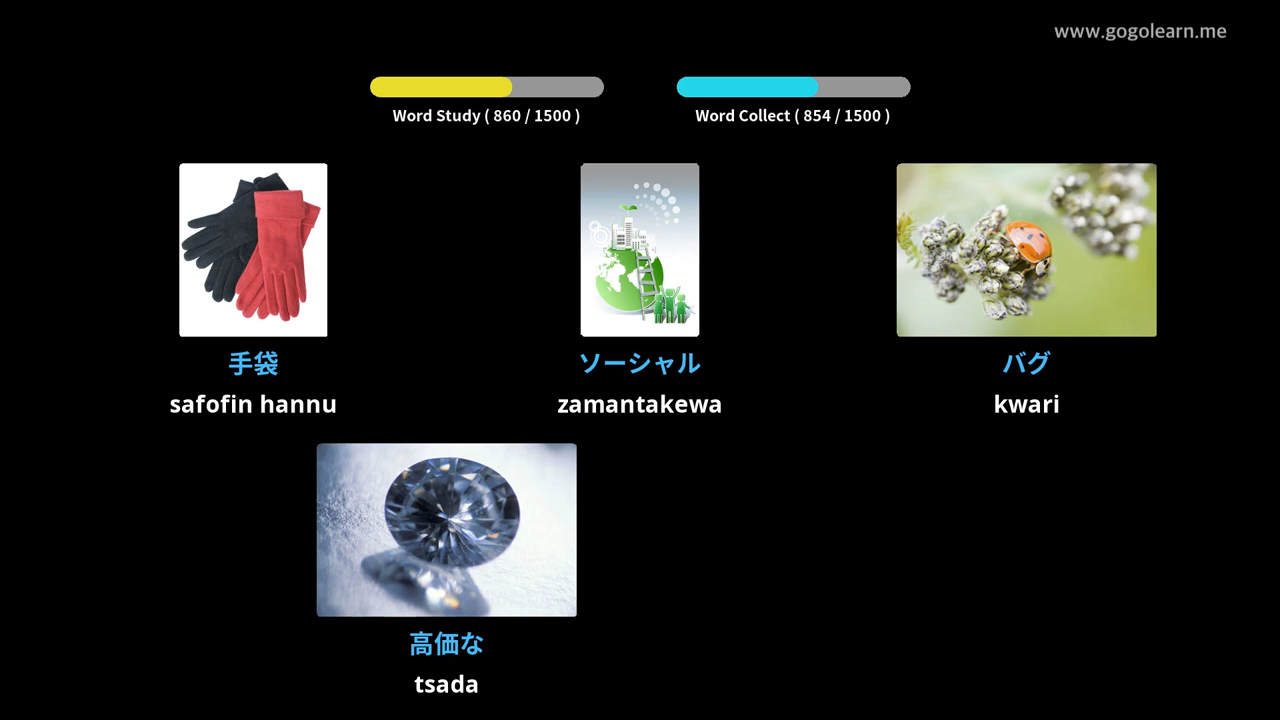 www.gogolearn.me
Word Study ( 860 / 1500 )
Word Collect ( 854 / 1500 )
手袋
safofin hannu
ソーシャル
zamantakewa
バグ
kwari
高価な
tsada